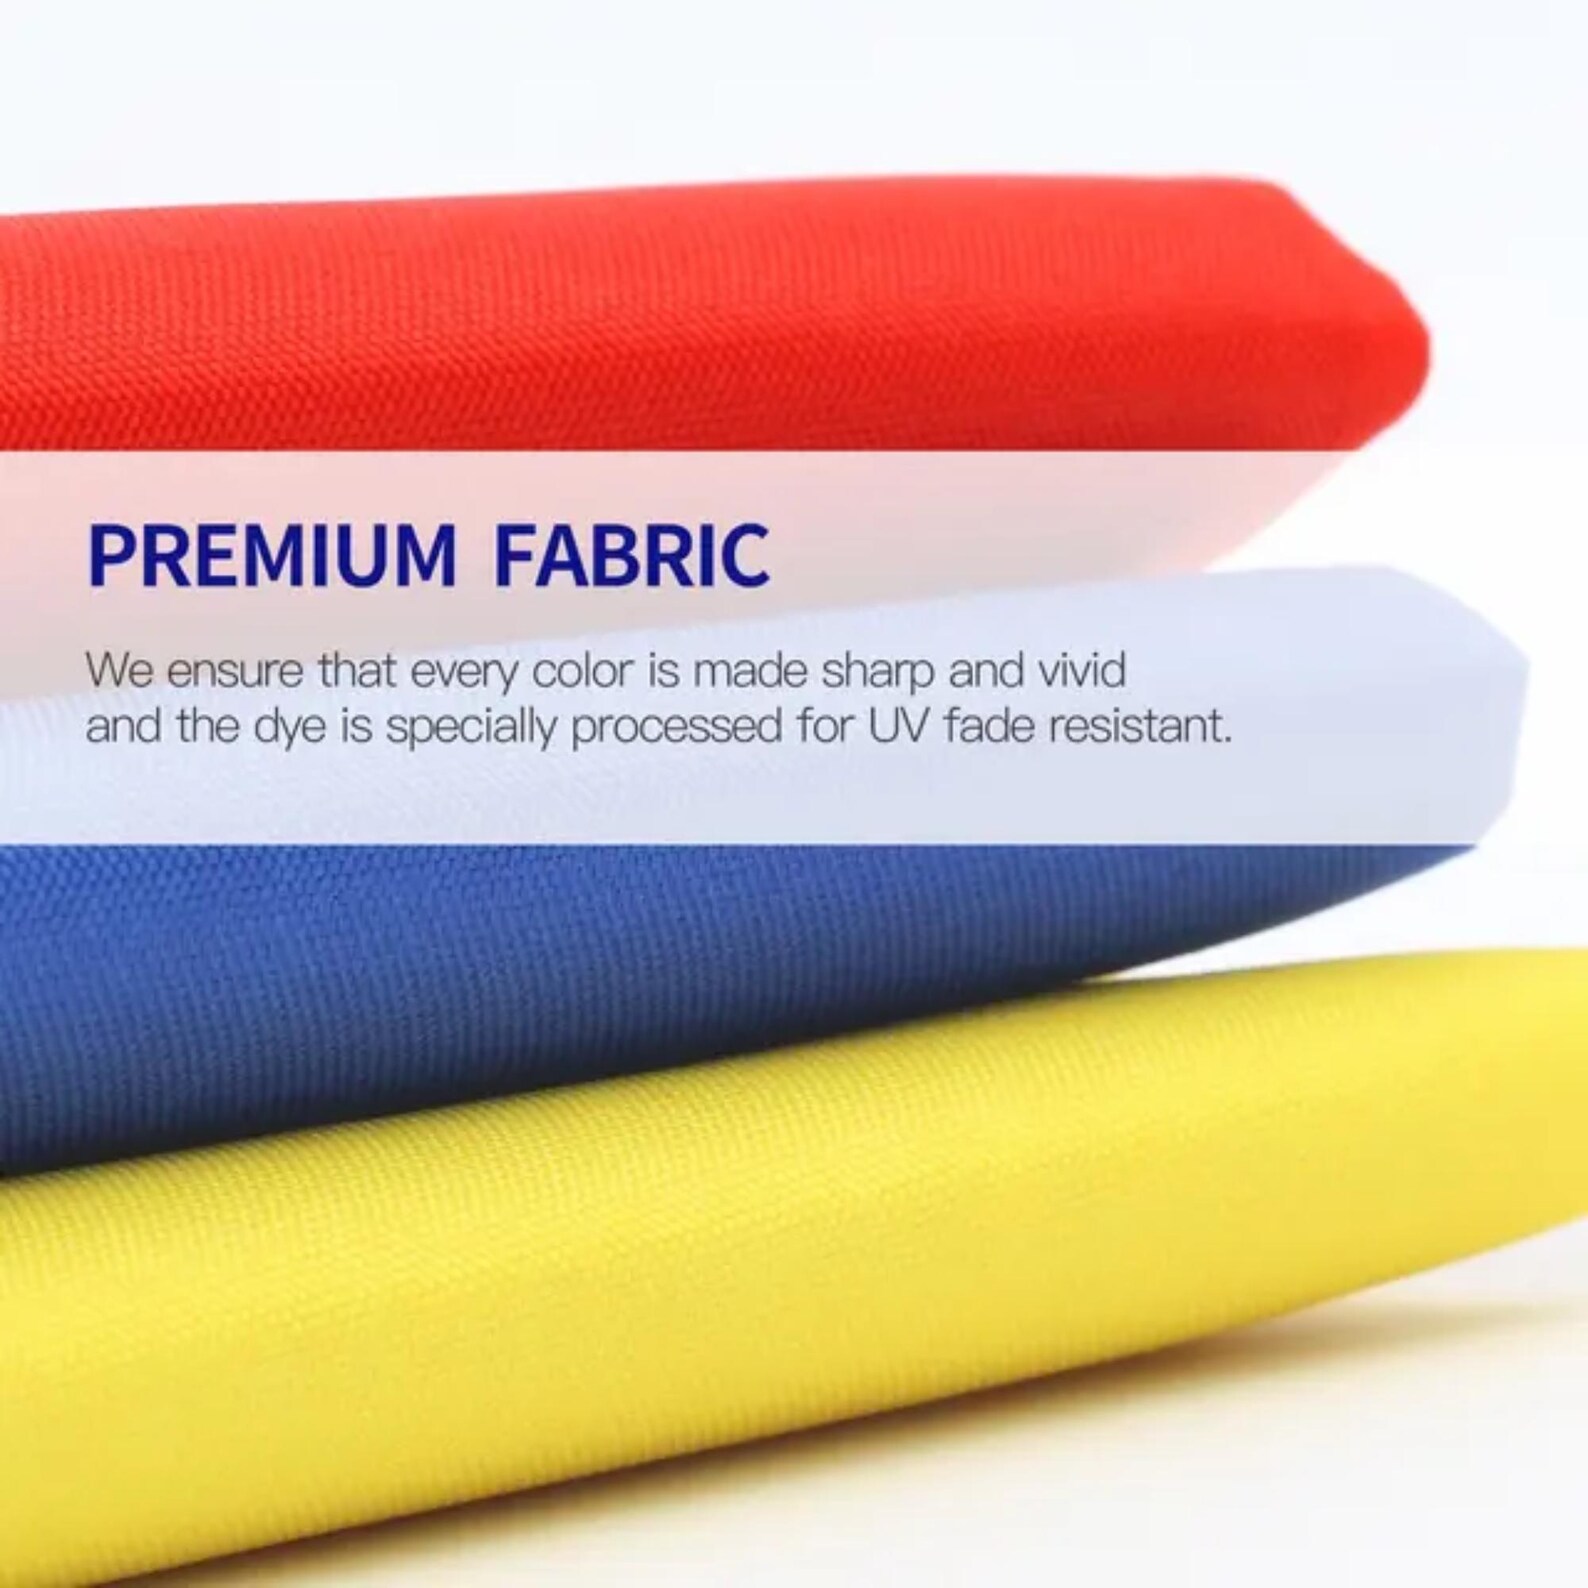 PREMIUM FABRIC
We ensure that every color is made sharp and vivid
and the dye is specially processed for UV fade resistant.